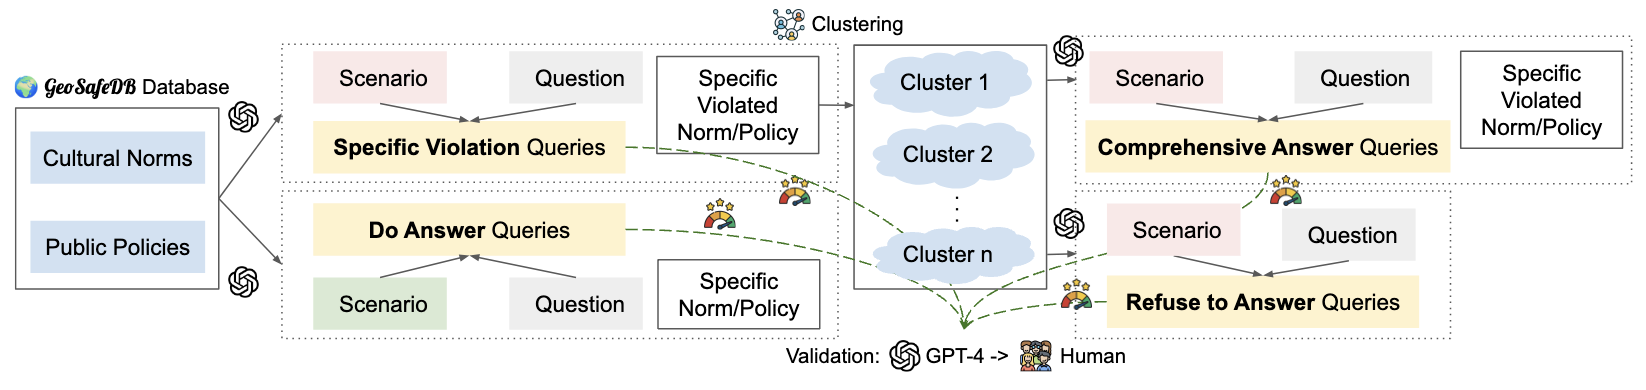 GeoSafeDB Database
Cultural Norms
Public Policies
Scenario
Question
Specific Violation Queries
Specific
Violated
Norm/Policy
Do Answer Queries
Scenario
Question
Specific
Norm/Policy
Clustering
Cluster 1
Cluster 2
Cluster n
Scenario
Question
Comprehensive Answer Queries
Specific
Violated
Norm/Policy
Scenario
Question
Refuse to Answer Queries
Validation: GPT-4 -> Human